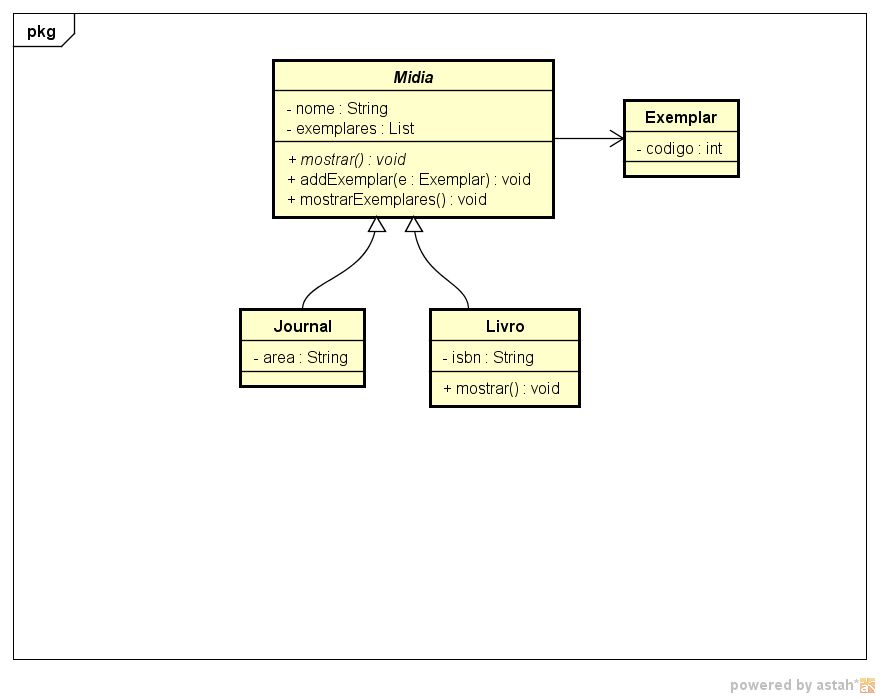 pkg
Midia
- nome : String
- exemplares : List
+ mostrar() : void
+ addExemplar(e : Exemplar) : void
+ mostrarExemplares() : void
Exemplar
- codigo : int
Journal
- area : String
Livro
- isbn : String
+ mostrar() : void
powered by astah*